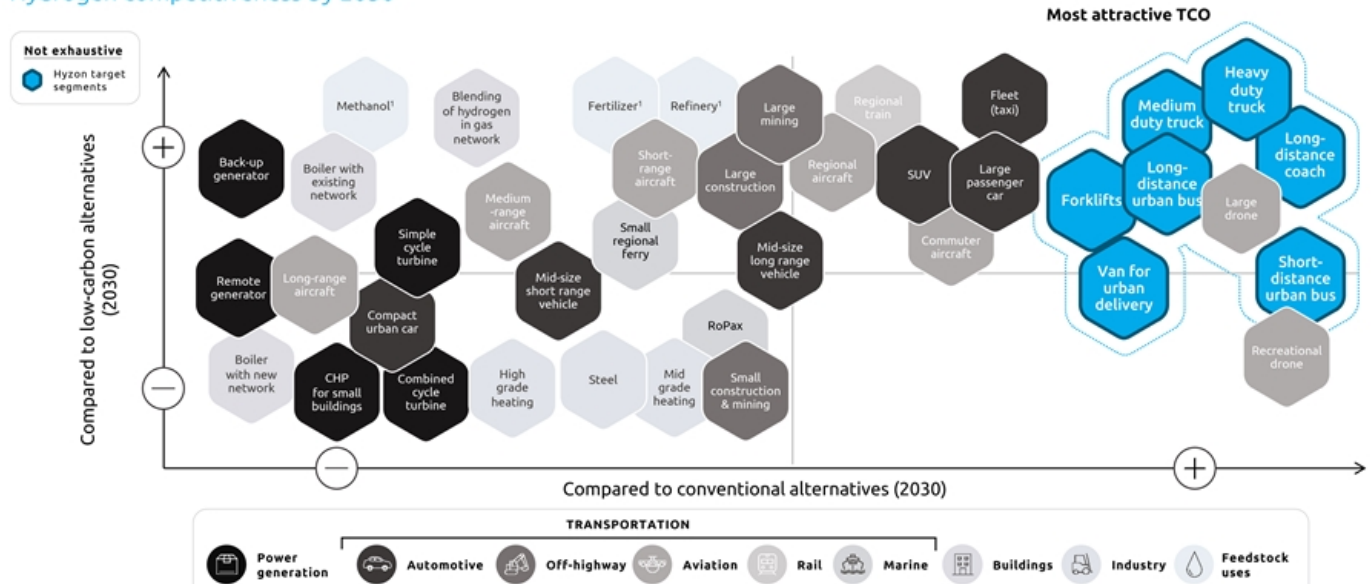 Most attractive TCO
Not exhaustive
Hyzon target
segments
Compared to low-carbon alternatives
(2030)
+
−
Methanol¹
Blending
of hydrogen
in gas
network
Fertilizer¹
Refinery¹
Large
mining
Regional
train
Fleet
(taxi)
Medium
duty truck
Heavy
duty
truck
Long-
distance
coach
Back-up
generator
Boiler with
existing
network
Medium
-range
aircraft
Short-
range
aircraft
Large
construction
Regional
aircraft
SUV
Large
passenger
car
Forklifts
Long-
distance
urban bus
Large
drone
Simple
cycle
turbine
Small
regional
ferry
Mid-size
long range
vehicle
Commuter
aircraft
Remote
generator
Long-range
aircraft
Mid-size
short range
vehicle
Van for
urban
delivery
Short-
distance
urban bus
Compact
urban car
RoPax
Recreational
drone
Boiler
with new
network
CHP
for small
buildings
Combined
cycle
turbine
High
grade
heating
Steel
Mid
grade
heating
Small
construction
& mining
−
+
Compared to conventional alternatives (2030)
TRANSPORTATION
Power
generation
Automotive
Off-highway
Aviation
Rail
Marine
Buildings
Industry
Feedstock
uses